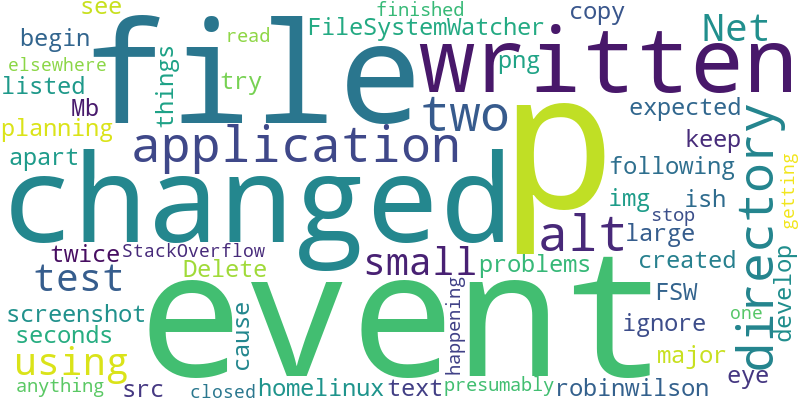 see
finished
copy
begin
FileSystemWatcher
Net
read
file
written
elsewhere
things
png
listed
try
Mb
two
expected
planning
application
p
directory
keep
apart
changed
following
getting
img
ish
alt
stop
large
twice
StackOverflow
small
problems
created
test
Delete
event
FSW
develop
screenshot
happening
one
seconds
cause
ignore
using
major
eye
anything
src
closed
homelinux
text
presumably
robinwilson